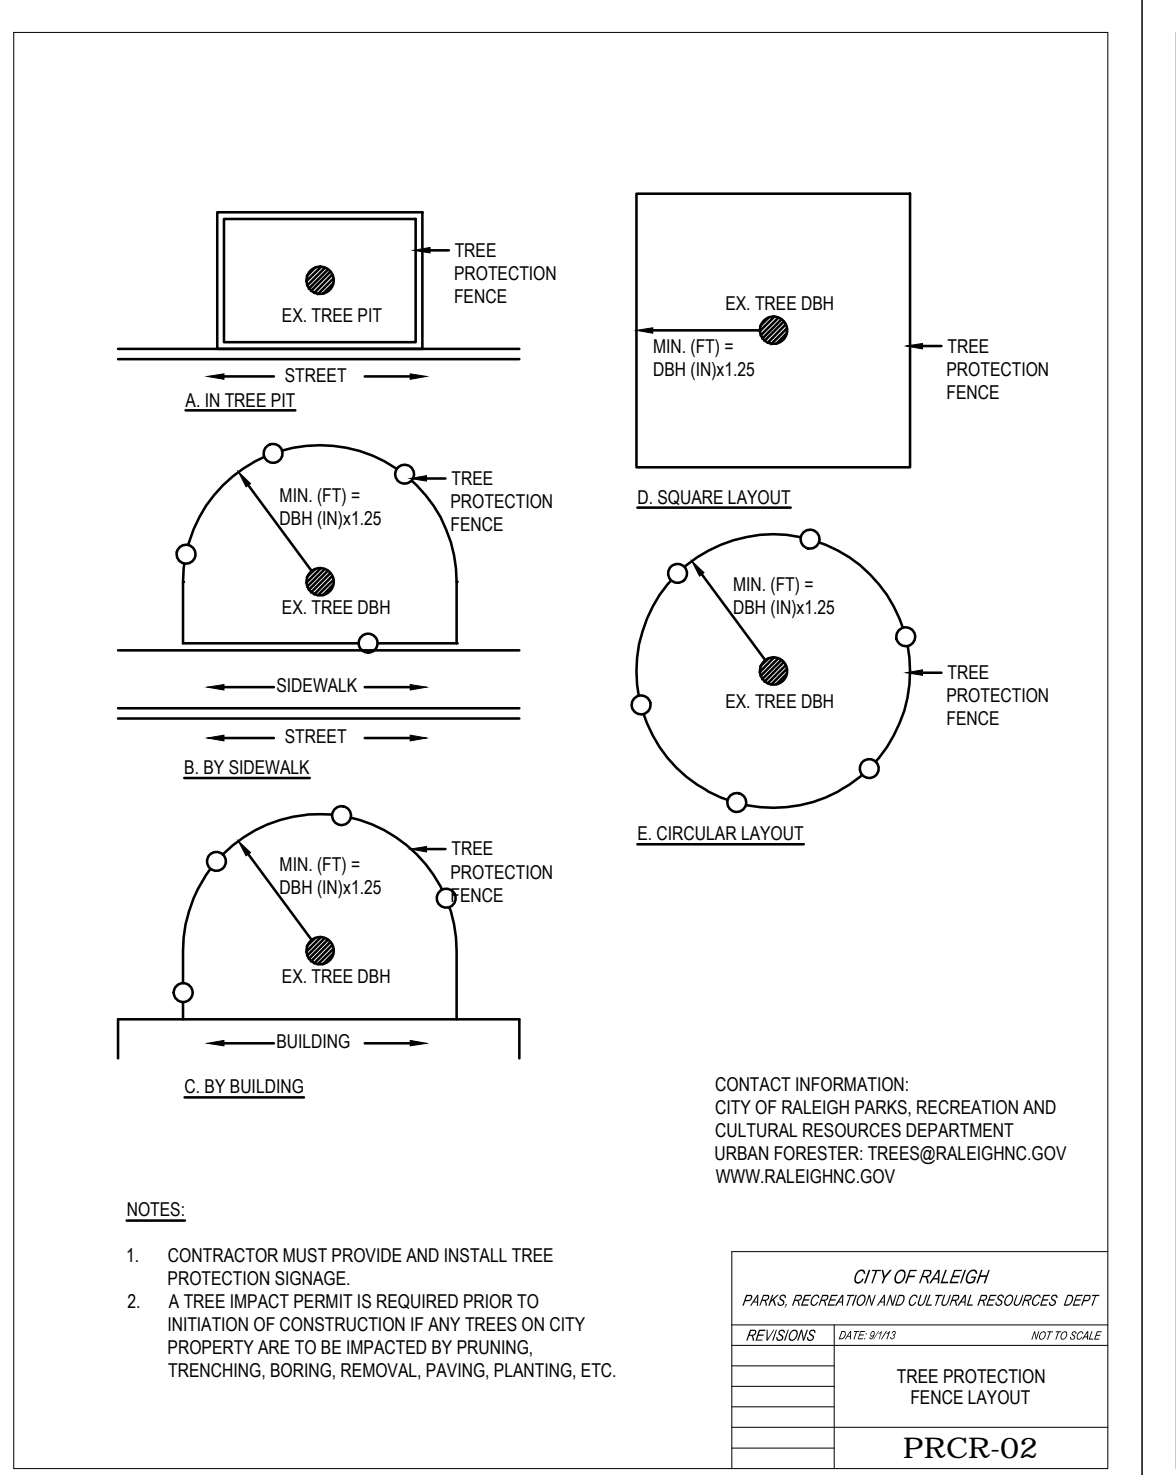 TREE
PROTECTION
FENCE
EX. TREE PIT
STREET
A. IN TREE PIT
TREE
PROTECTION
FENCE
MIN. (FT) =
DBH (IN)x1.25
EX. TREE DBH
SIDEWALK
STREET
B. BY SIDEWALK
TREE
PROTECTION
FENCE
MIN. (FT) =
DBH (IN)x1.25
EX. TREE DBH
BUILDING
C. BY BUILDING
EX. TREE DBH
MIN. (FT) =
DBH (IN)x1.25
TREE
PROTECTION
FENCE
D. SQUARE LAYOUT
MIN. (FT) =
DBH (IN)x1.25
EX. TREE DBH
TREE
PROTECTION
FENCE
E. CIRCULAR LAYOUT
CONTACT INFORMATION:
CITY OF RALEIGH PARKS, RECREATION AND
CULTURAL RESOURCES DEPARTMENT
URBAN FORESTER: TREES@RALEIGHNC.GOV
WWW.RALEIGHNC.GOV
NOTES:
1. CONTRACTOR MUST PROVIDE AND INSTALL TREE
PROTECTION SIGNAGE.
2. A TREE IMPACT PERMIT IS REQUIRED PRIOR TO
INITIATION OF CONSTRUCTION IF ANY TREES ON CITY
PROPERTY ARE TO BE IMPACTED BY PRUNING,
TRENCHING, BORING, REMOVAL, PAVING, PLANTING, ETC.
CITY OF RALEIGH
PARKS, RECREATION AND CULTURAL RESOURCES DEPT
REVISIONS DATE: 9/1/13 NOT TO SCALE
TREE PROTECTION
FENCE LAYOUT
PRCR-02